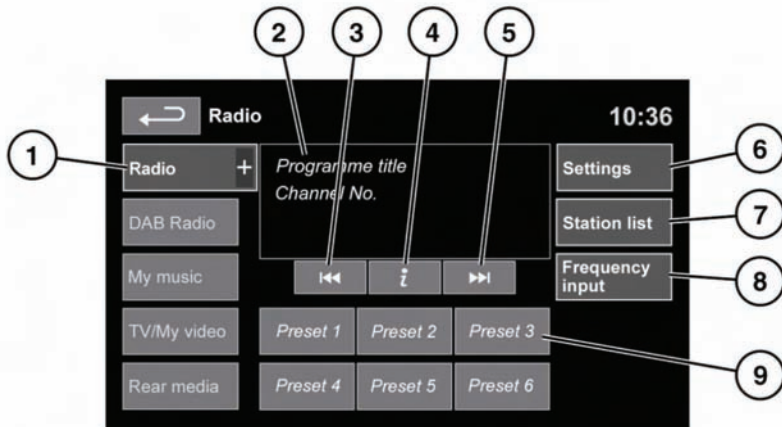 2 3 4 5
Radio 10:36
1
Radio +
Programme title
Channel No.
Settings
6
DAB Radio
Station list
7
My music
i
Frequency
input
8
TV/My video
Preset 1 Preset 2 Preset 3
9
Rear media
Preset 4 Preset 5 Preset 6